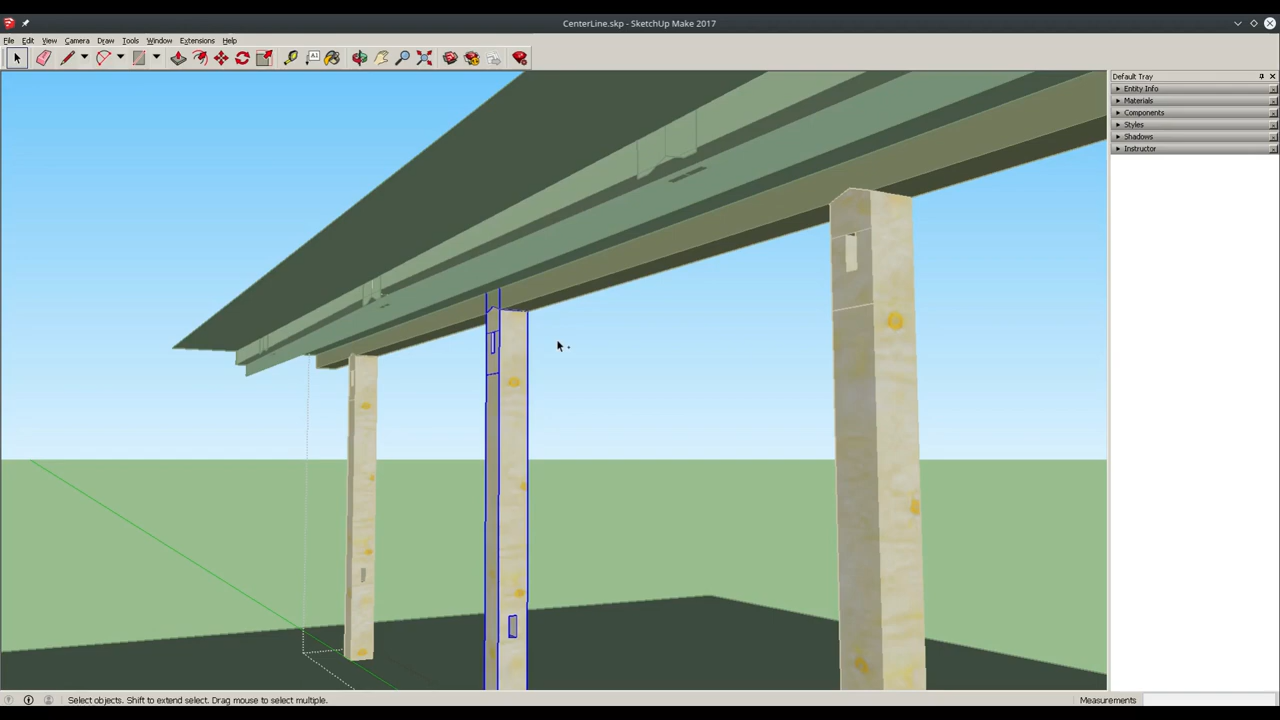 CenterLine.skp - SketchUp Make 2017
File Edit View Camera Draw Tools Window Extensions Help
A1
Default Tray
Entity Info
Materials
Components
Styles
Shadows
Instructor
Select objects. Shift to extend select. Drag mouse to select multiple.
Measurements